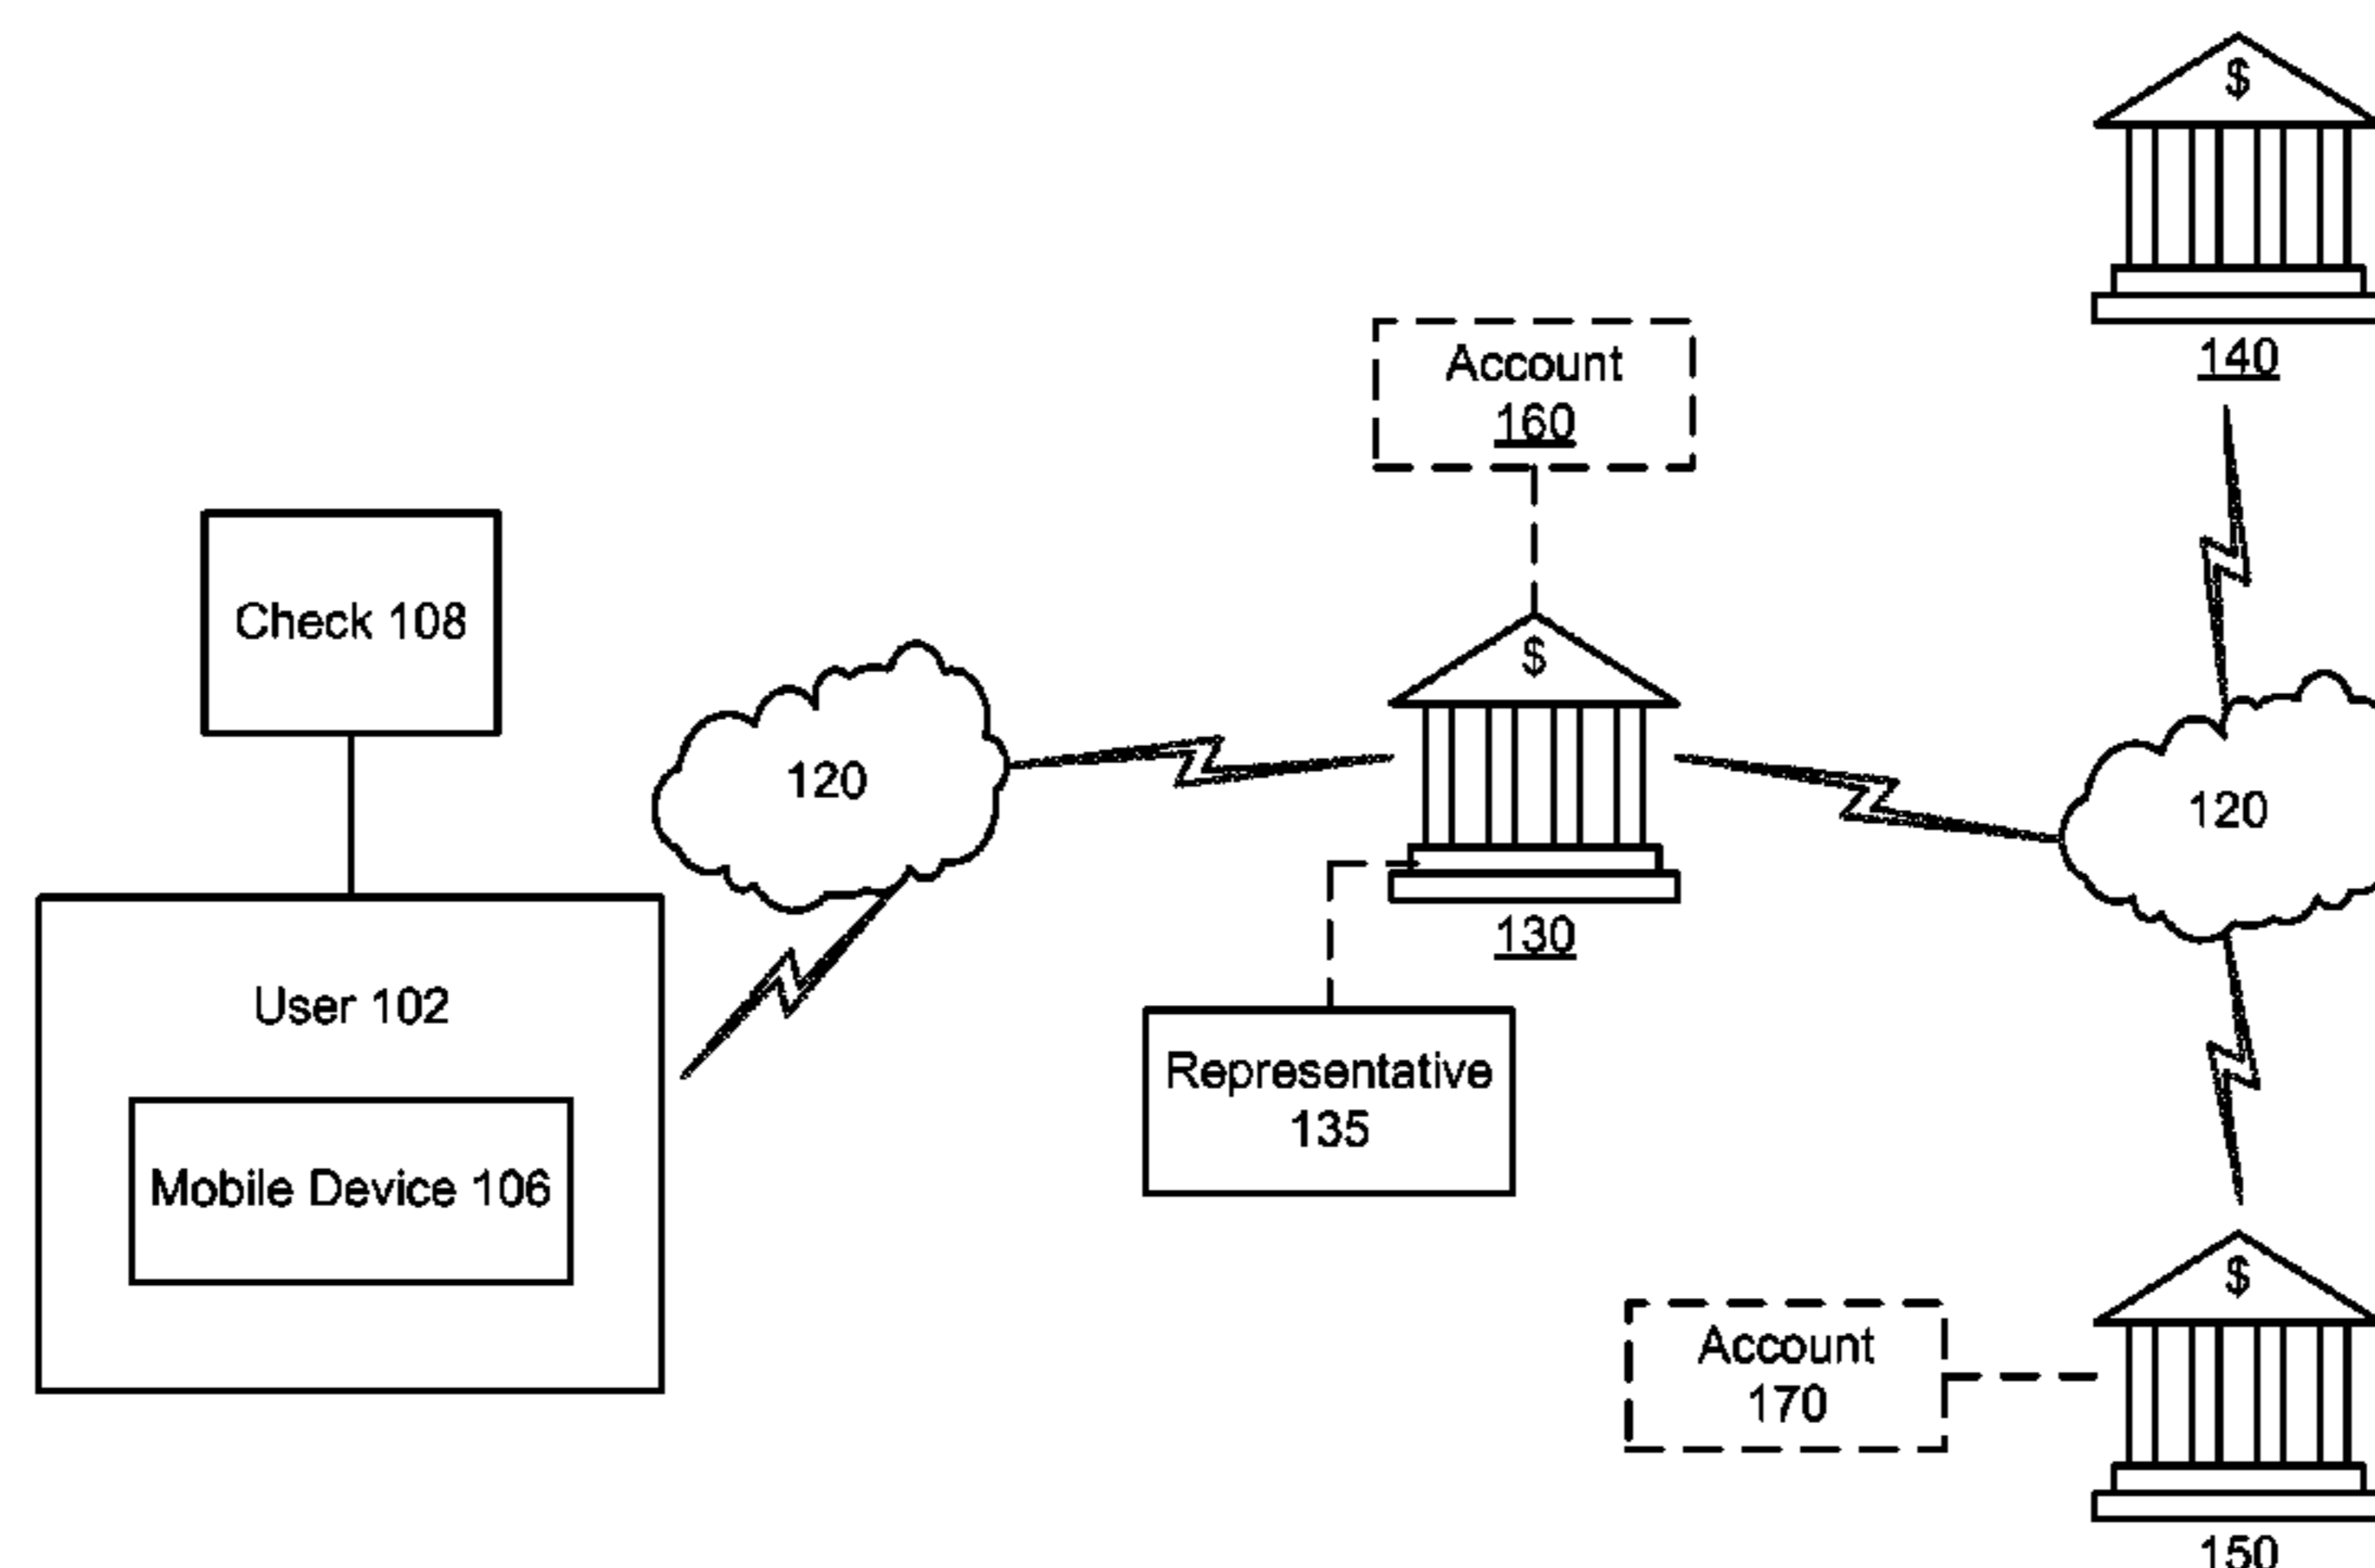 $
140
Account
160
Check 108
$
120
120
130
User 102
Representative
135
Mobile Device 106
$
Account
170
150